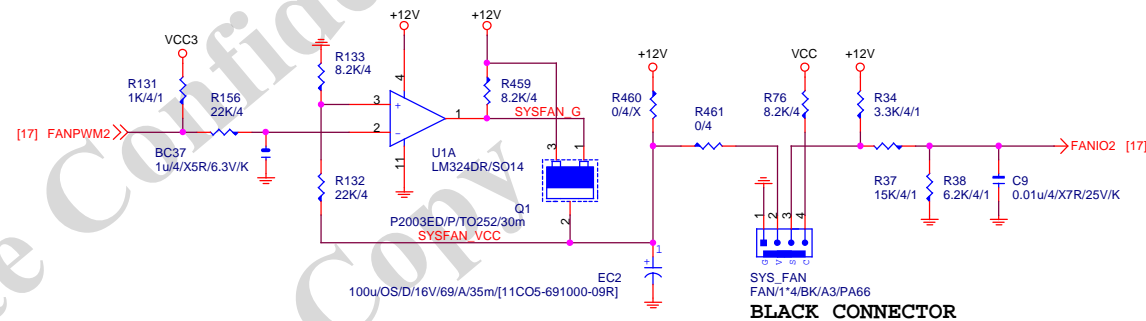 +12V
+12V
VCC3
R133
8.2K/4
R131
1K/4/1
R156
22K/4
4
3
+
2
−
1
11
U1A
LM324DR/SO14
R459
8.2K/4
SYSFAN_G
[17] FANPWM2
BC37
1u/4/X5R/6.3V/K
R132
22K/4
3
1
2
Q1
P2003ED/P/TO252/30m
SYSFAN_VCC
+12V
R460
0/4/X
R461
0/4
1
+
EC2
100u/OS/D/16V/69/A/35m/[11CO5-691000-09R]
VCC
+12V
R76
8.2K/4
R34
3.3K/4/1
FANIO2 [17]
R37
15K/4/1
R38
6.2K/4/1
C9
0.01u/4/X7R/25V/K
1 2 3 4
G V S C
SYS_FAN
FAN/1*4/BK/A3/PA66
BLACK CONNECTOR
Copy